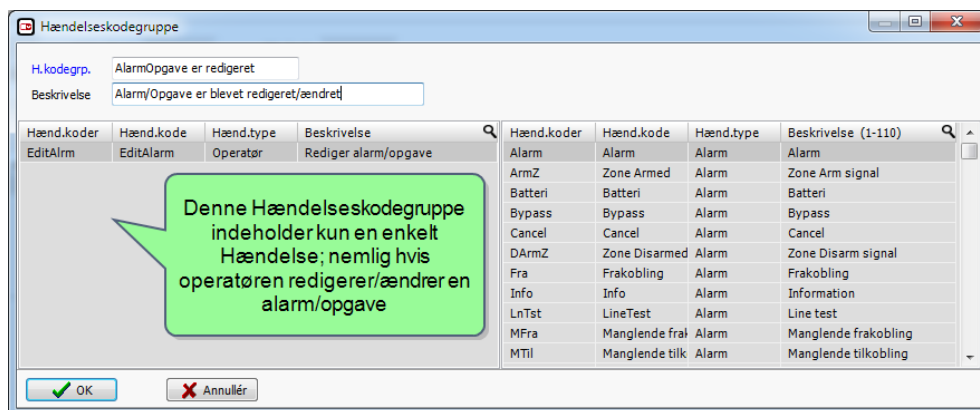 Hændelseskodegruppe
H.kodegrp. AlarmOpgave er redigeret
Beskrivelse Alarm/Opgave er blevet redigeret/ændret
Hænd.koder Hænd.kode Hænd.type Beskrivelse
EditAlrm EditAlarm Operatør Rediger alarm/opgave
Denne Hændelseskodegruppe
indeholder kun en enkelt
Hændelse; nemlig hvis
operatøren redigerer/ændrer en
alarm/opgave
Hænd.koder Hænd.kode Hænd.type Beskrivelse (1-110)
Alarm Alarm Alarm Alarm
ArmZ Zone Armed Alarm Zone Arm signal
Batteri Batteri Alarm Batteri
Bypass Bypass Alarm Bypass
Cancel Cancel Alarm Cancel
DArmZ Zone Disarmed Alarm Zone Disarm signal
Fra Frakobling Alarm Frakobling
Info Info Alarm Information
LnTst LineTest Alarm Line test
MFra Manglende frak Alarm Manglende frakobling
MTil Manglende tilk Alarm Manglende tilkobling
OK Annullér